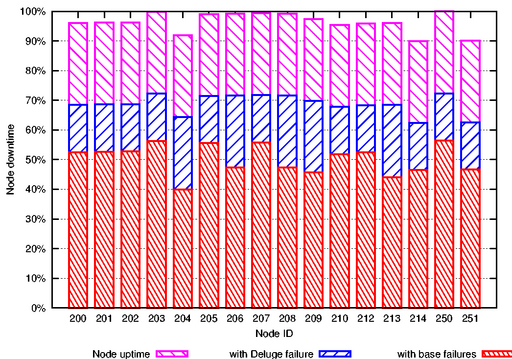 100%
90%
80%
70%
60%
50%
40%
30%
20%
10%
0%
Node downtime
200 201 202 203 204 205 206 207 208 209 210 212 213 214 250 251
Node ID
Node uptime with Deluge failure with base failures